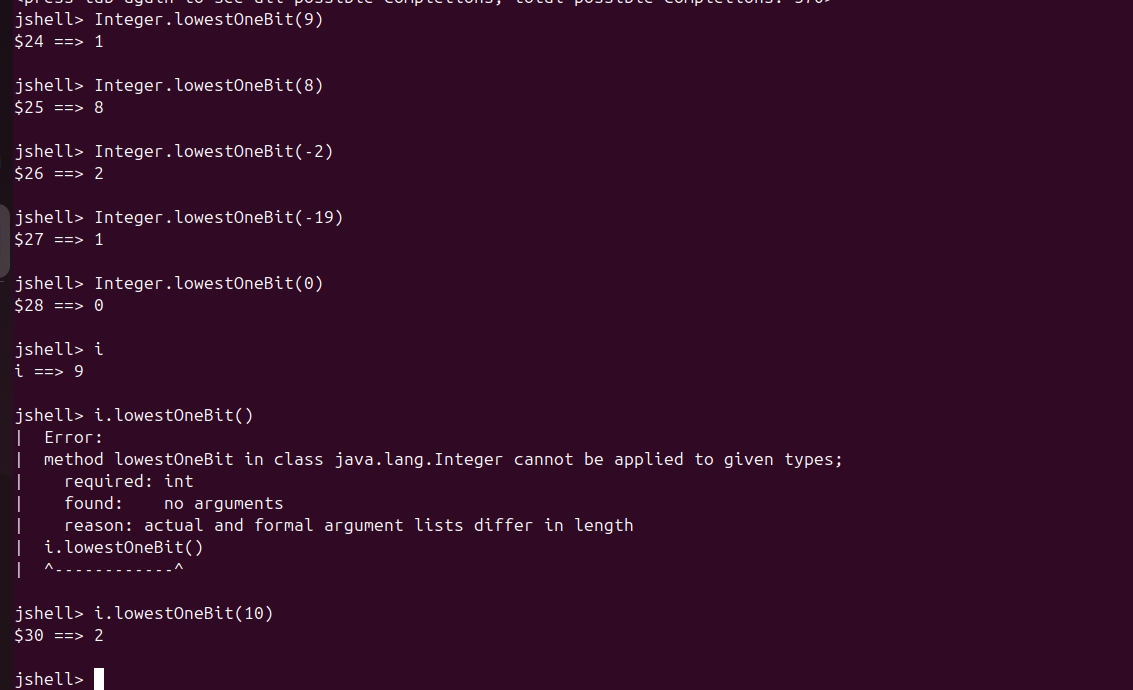 jshell> Integer.lowestOneBit(9)
$24 ==> 1
jshell> Integer.lowestOneBit(8)
$25 ==> 8
jshell> Integer.lowestOneBit(-2)
$26 ==> 2
jshell> Integer.lowestOneBit(-19)
$27 ==> 1
jshell> Integer.lowestOneBit(0)
$28 ==> 0
jshell> i
i ==> 9
jshell> i.lowestOneBit()
|  Error:
|  method lowestOneBit in class java.lang.Integer cannot be applied to given types;
|    required: int
|    found:    no arguments
|    reason: actual and formal argument lists differ in length
|  i.lowestOneBit()
|  ^------------^
jshell> i.lowestOneBit(10)
$30 ==> 2
jshell>